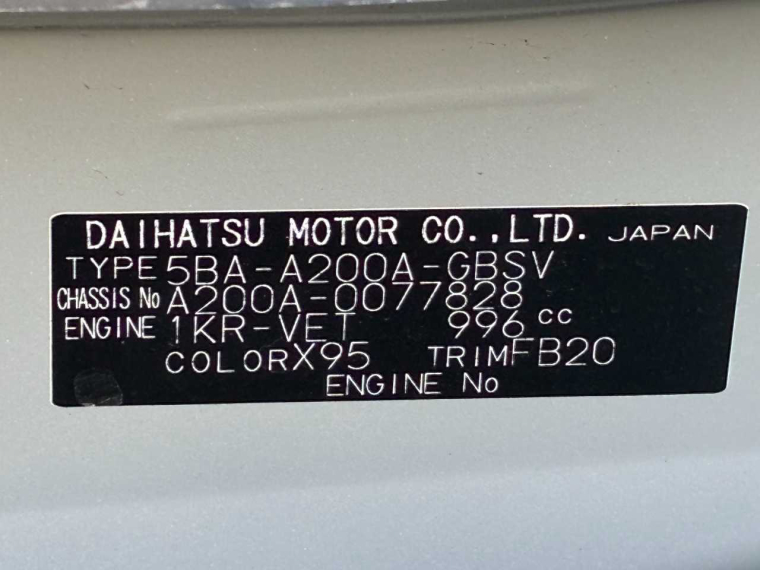 DAIHATSU MOTOR CO.,LTD. JAPAN
TYPE 5BA-A200A-GBSV
CHASSIS No A200A-0077828
ENGINE 1KR-VET 996 cc
COLOR X95 TRIM FB20
ENGINE No